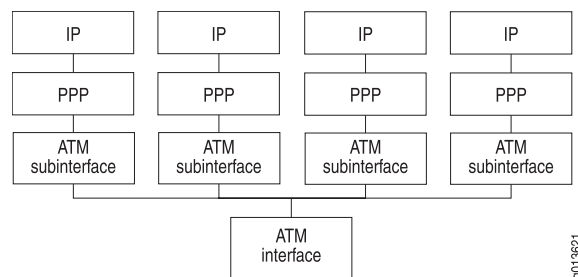 IP IP IP IP
PPP PPP PPP PPP
ATM ATM ATM ATM
subinterface subinterface subinterface subinterface
ATM
interface
g013621